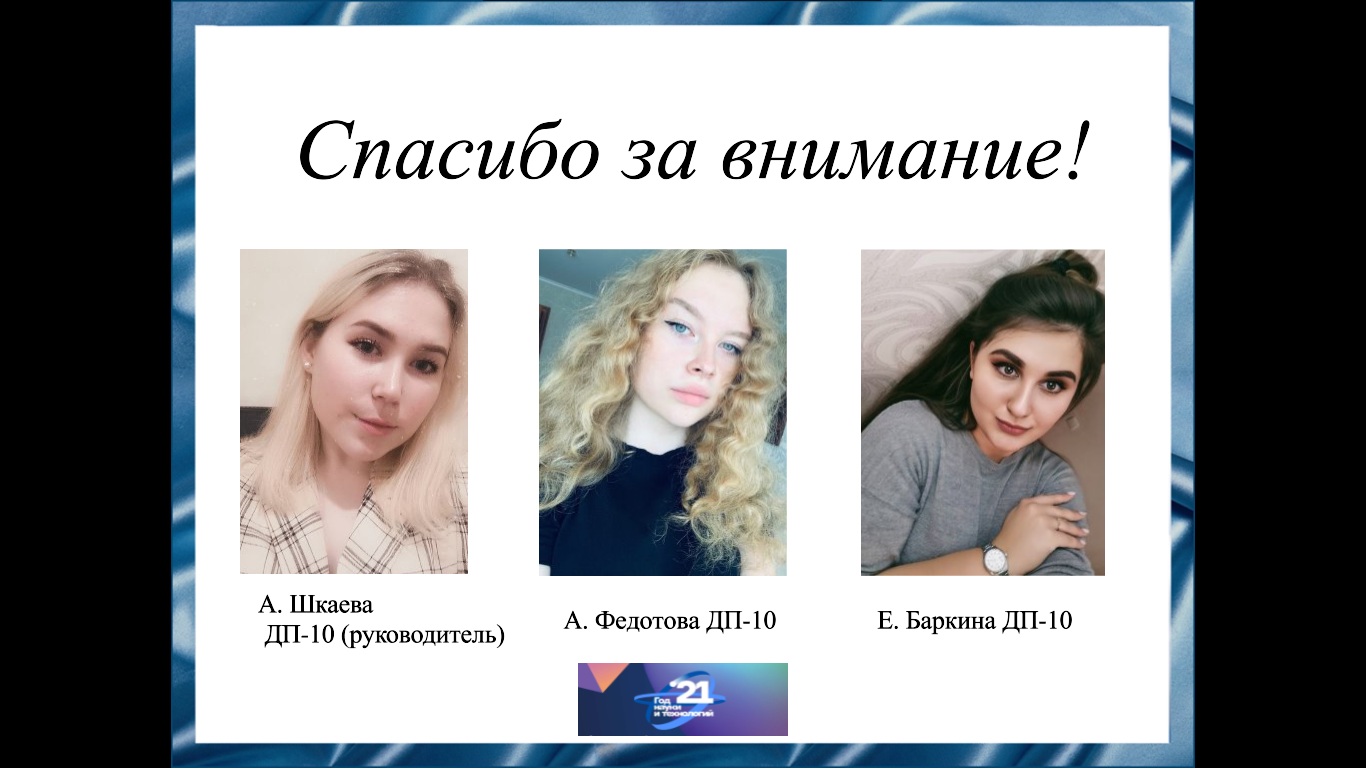 Спасибо за внимание!
А. Шкаева
ДП-10 (руководитель)
А. Федотова ДП-10
Е. Баркина ДП-10
'21
Год
науки
и технологий